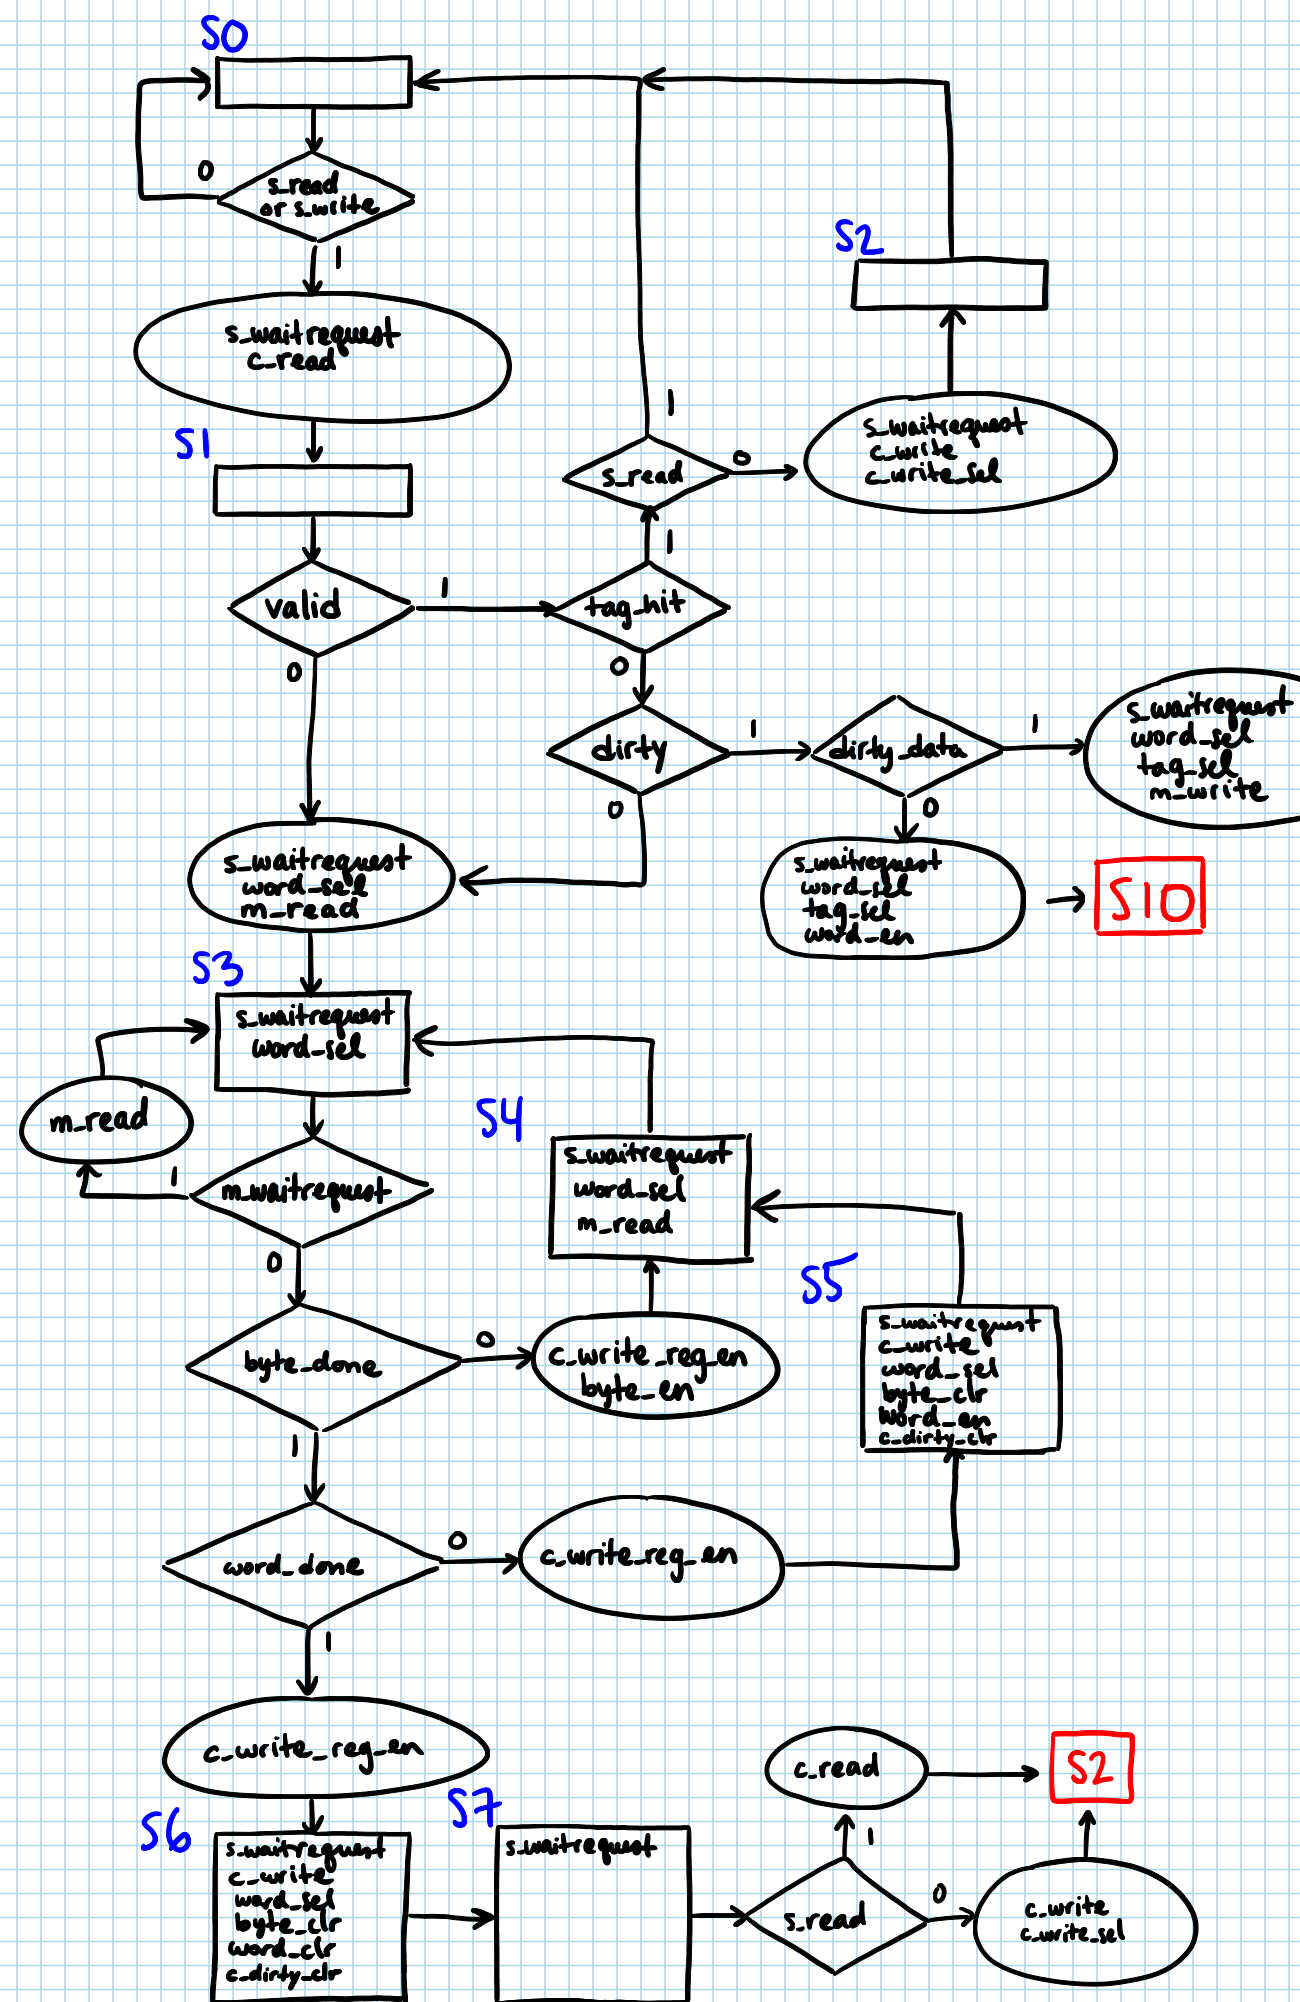 S0
0
s_read
or s_write
1
s_waitrequest
c_read
S1
valid
1
0
tag_hit
1
s_read
1
0
s_waitrequest
c_write
c_write_sel
S2
0
dirty
1
0
dirty_data
1
s_waitrequest
word_sel
tag_sel
m_write
0
s_waitrequest
word_sel
tag_sel
word_en
S10
s_waitrequest
word_sel
m_read
S3
s_waitrequest
word_sel
m_read
1
m_waitrequest
0
S4
s_waitrequest
word_sel
m_read
byte_done
0
c_write_reg_en
byte_en
1
S5
s_waitrequest
c_write
word_sel
byte_clr
word_en
c_dirty_clr
word_done
0
c_write_reg_en
1
c_write_reg_en
S6
s_waitrequest
c_write
word_sel
byte_clr
word_clr
c_dirty_clr
S7
s_waitrequest
s_read
1
c_read
S2
0
c_write
c_write_sel